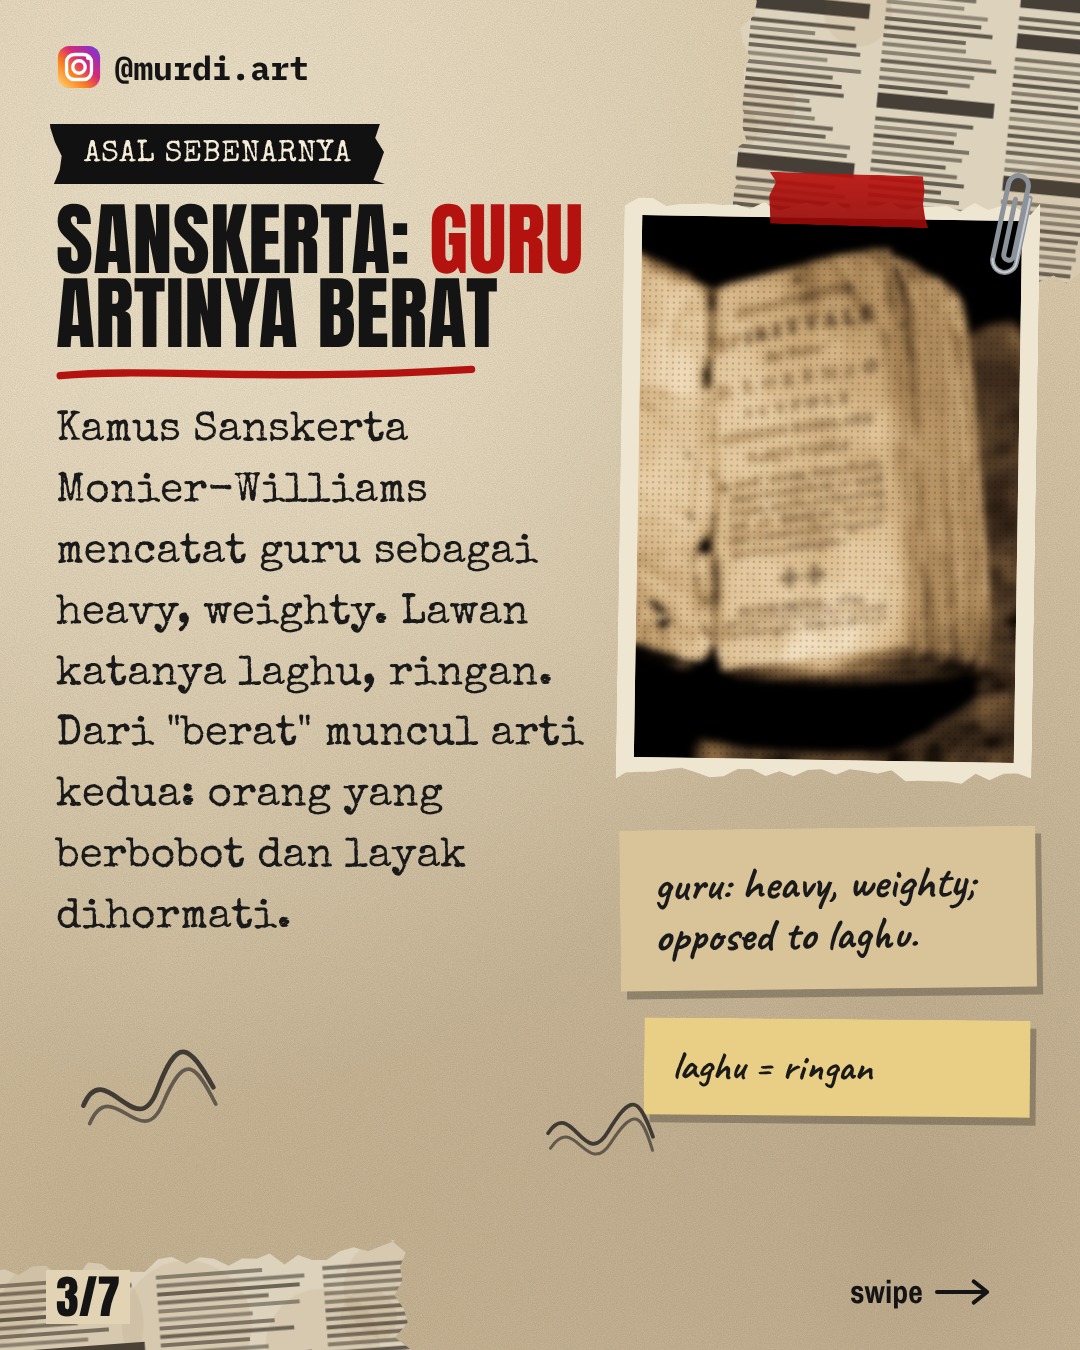 @murdi.art
ASAL SEBENARNYA
SANSKERTA: GURU
ARTINYA BERAT
Kamus Sanskerta
Monier-Williams
mencatat guru sebagai
heavy, weighty. Lawan
katanya laghu, ringan.
Dari "berat" muncul arti
kedua: orang yang
berbobot dan layak
dihormati.
guru: heavy, weighty;
opposed to laghu.
laghu = ringan
3/7
swipe →